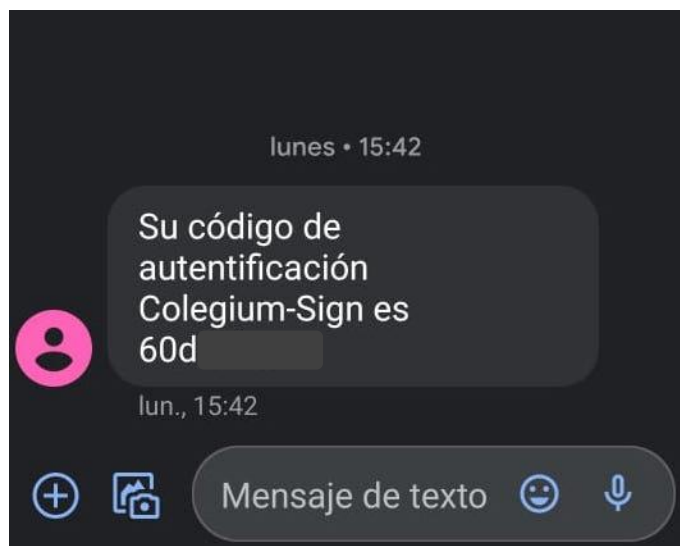 lunes • 15:42
Su código de
autentificación
Colegium-Sign es
60d
lun., 15:42
Mensaje de texto